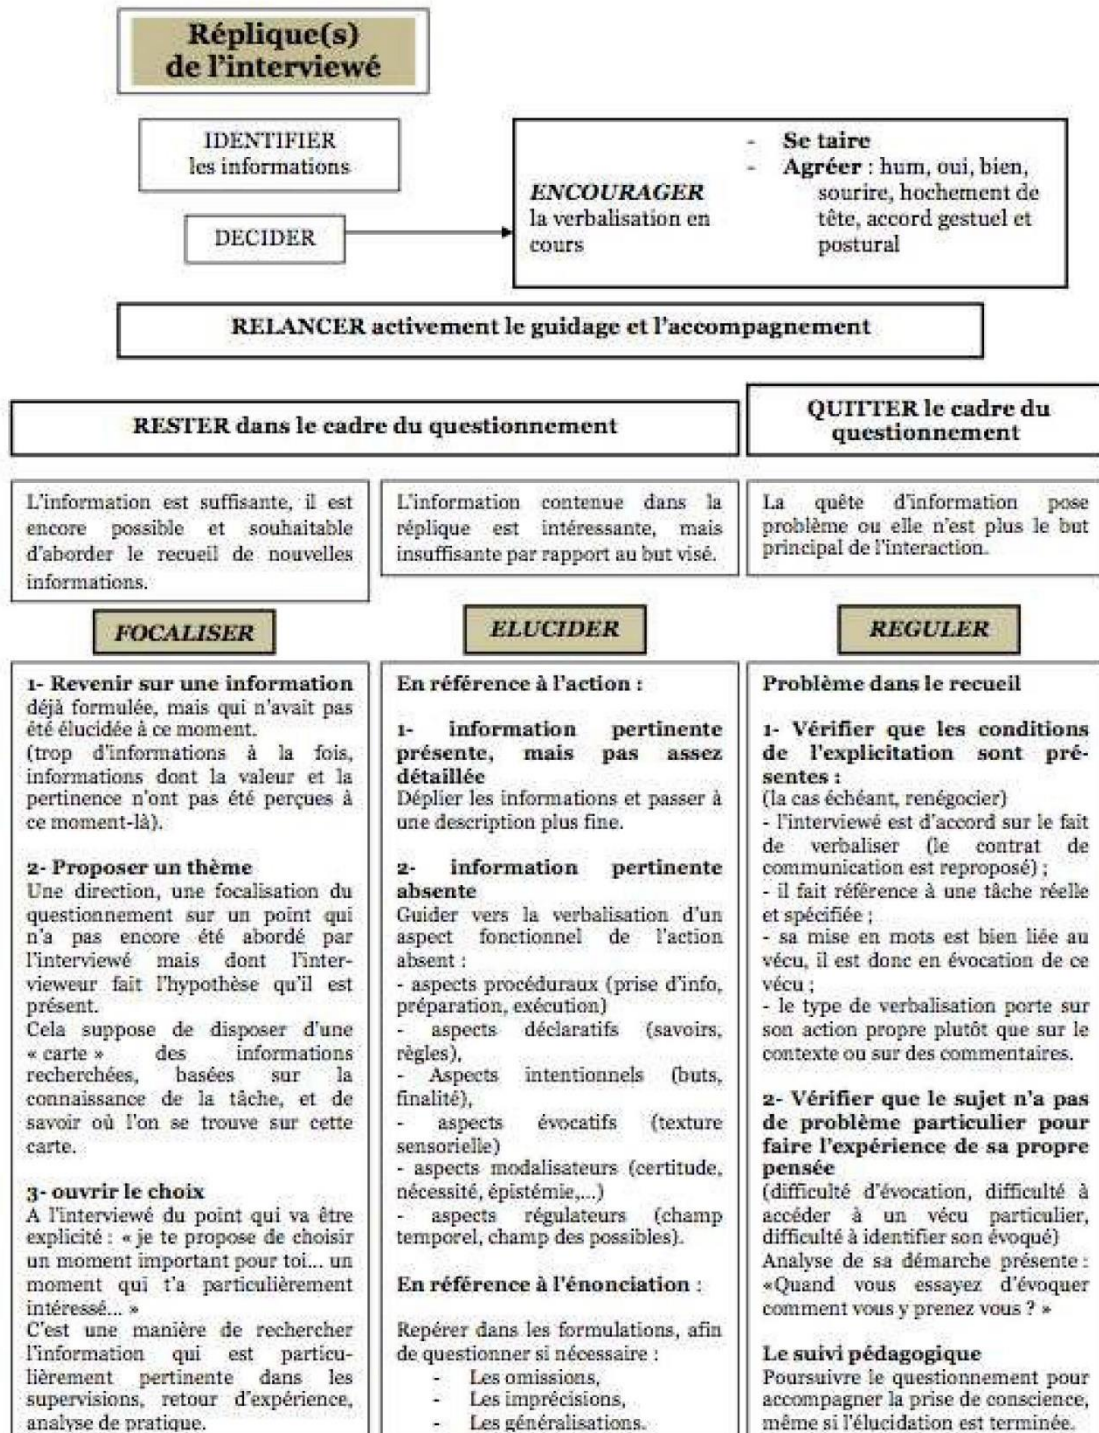 Réplique(s)
de l'interviewé
IDENTIFIER
les informations
DECIDER
ENCOURAGER
la verbalisation en
cours
- Se taire
- Agréer : hum, oui, bien,
sourire, hochement de
tête, accord gestuel et
postural
RELANCER activement le guidage et l'accompagnement
RESTER dans le cadre du questionnement
QUITTER le cadre du
questionnement
L'information est suffisante, il est
encore possible et souhaitable
d'aborder le recueil de nouvelles
informations.
L'information contenue dans la
réplique est intéressante, mais
insuffisante par rapport au but visé.
La quête d'information pose
problème ou elle n'est plus le but
principal de l'interaction.
FOCALISER
1- Revenir sur une information
déjà formulée, mais qui n'avait pas
été élucidée à ce moment.
(trop d'informations à la fois,
informations dont la valeur et la
pertinence n'ont pas été perçues à
ce moment-là).
2- Proposer un thème
Une direction, une focalisation du
questionnement sur un point qui
n'a pas encore été abordé par
l'interviewé mais dont l'inter-
vieweur fait l'hypothèse qu'il est
présent.
Cela suppose de disposer d'une
« carte » des informations
recherchées, basées sur la
connaissance de la tâche, et de
savoir où l'on se trouve sur cette
carte.
3- ouvrir le choix
A l'interviewé du point qui va être
explicité : « je te propose de choisir
un moment important pour toi... un
moment qui t'a particulièrement
intéressé... »
C'est une manière de rechercher
l'information qui est particu-
lièrement pertinente dans les
supervisions, retour d'expérience,
analyse de pratique.
ELUCIDER
En référence à l'action :
1- information pertinente
présente, mais pas assez
détaillée
Déplier les informations et passer à
une description plus fine.
2- information pertinente
absente
Guider vers la verbalisation d'un
aspect fonctionnel de l'action
absent :
- aspects procéduraux (prise d'info,
préparation, exécution)
- aspects déclaratifs (savoirs,
règles),
- Aspects intentionnels (buts,
finalité),
- aspects évocatifs (texture
sensorielle)
- aspects modalisateurs (certitude,
nécessité, épistémie,...)
- aspects régulateurs (champ
temporel, champ des possibles).
En référence à l'énonciation :
Repérer dans les formulations, afin
de questionner si nécessaire :
- Les omissions,
- Les imprécisions,
- Les généralisations.
REGULER
Problème dans le recueil
1- Vérifier que les conditions
de l'explicitation sont pré-
sentes :
(la cas échéant, renégocier)
- l'interviewé est d'accord sur le fait
de verbaliser (le contrat de
communication est reproposé) ;
- il fait référence à une tâche réelle
et spécifiée ;
- sa mise en mots est bien liée au
vécu, il est donc en évocation de ce
vécu ;
- le type de verbalisation porte sur
son action propre plutôt que sur le
contexte ou sur des commentaires.
2- Vérifier que le sujet n'a pas
de problème particulier pour
faire l'expérience de sa propre
pensée
(difficulté d'évocation, difficulté à
accéder à un vécu particulier,
difficulté à identifier son évoqué)
Analyse de sa démarche présente :
«Quand vous essayez d'évoquer
comment vous y prenez vous ? »
Le suivi pédagogique
Poursuivre le questionnement pour
accompagner la prise de conscience,
même si l'élucidation est terminée.